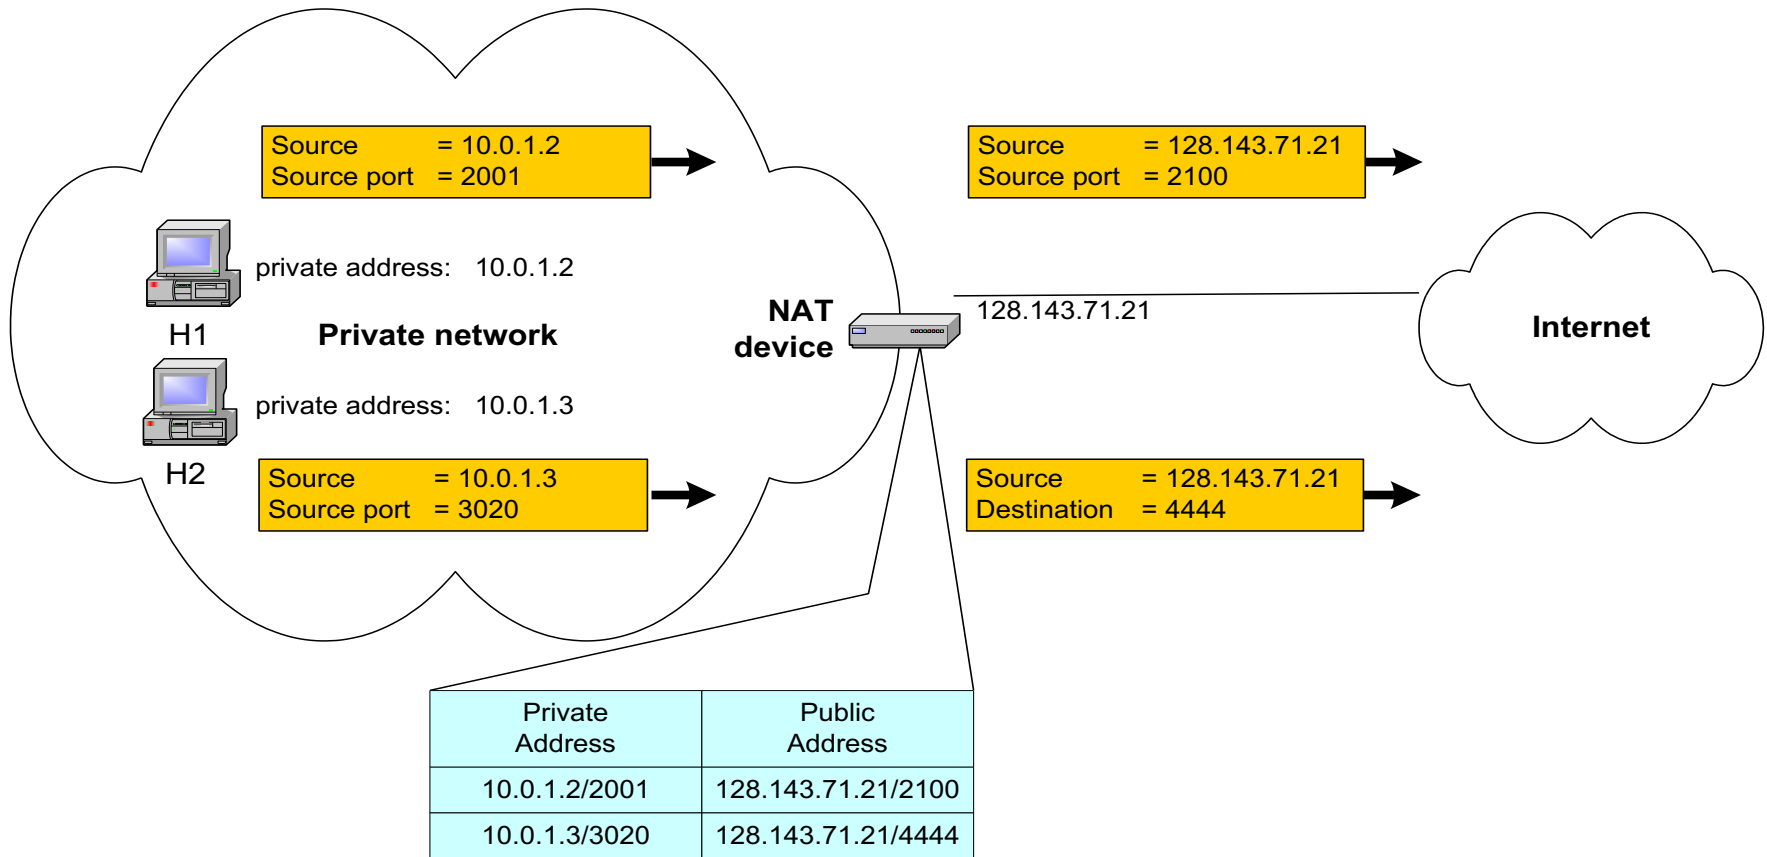 Source = 10.0.1.2
Source port = 2001
Source = 128.143.71.21
Source port = 2100
private address: 10.0.1.2
H1
Private network
NAT
device
128.143.71.21
Internet
private address: 10.0.1.3
H2
Source = 10.0.1.3
Source port = 3020
Source = 128.143.71.21
Destination = 4444
Private
Address
Public
Address
10.0.1.2/2001 128.143.71.21/2100
10.0.1.3/3020 128.143.71.21/4444